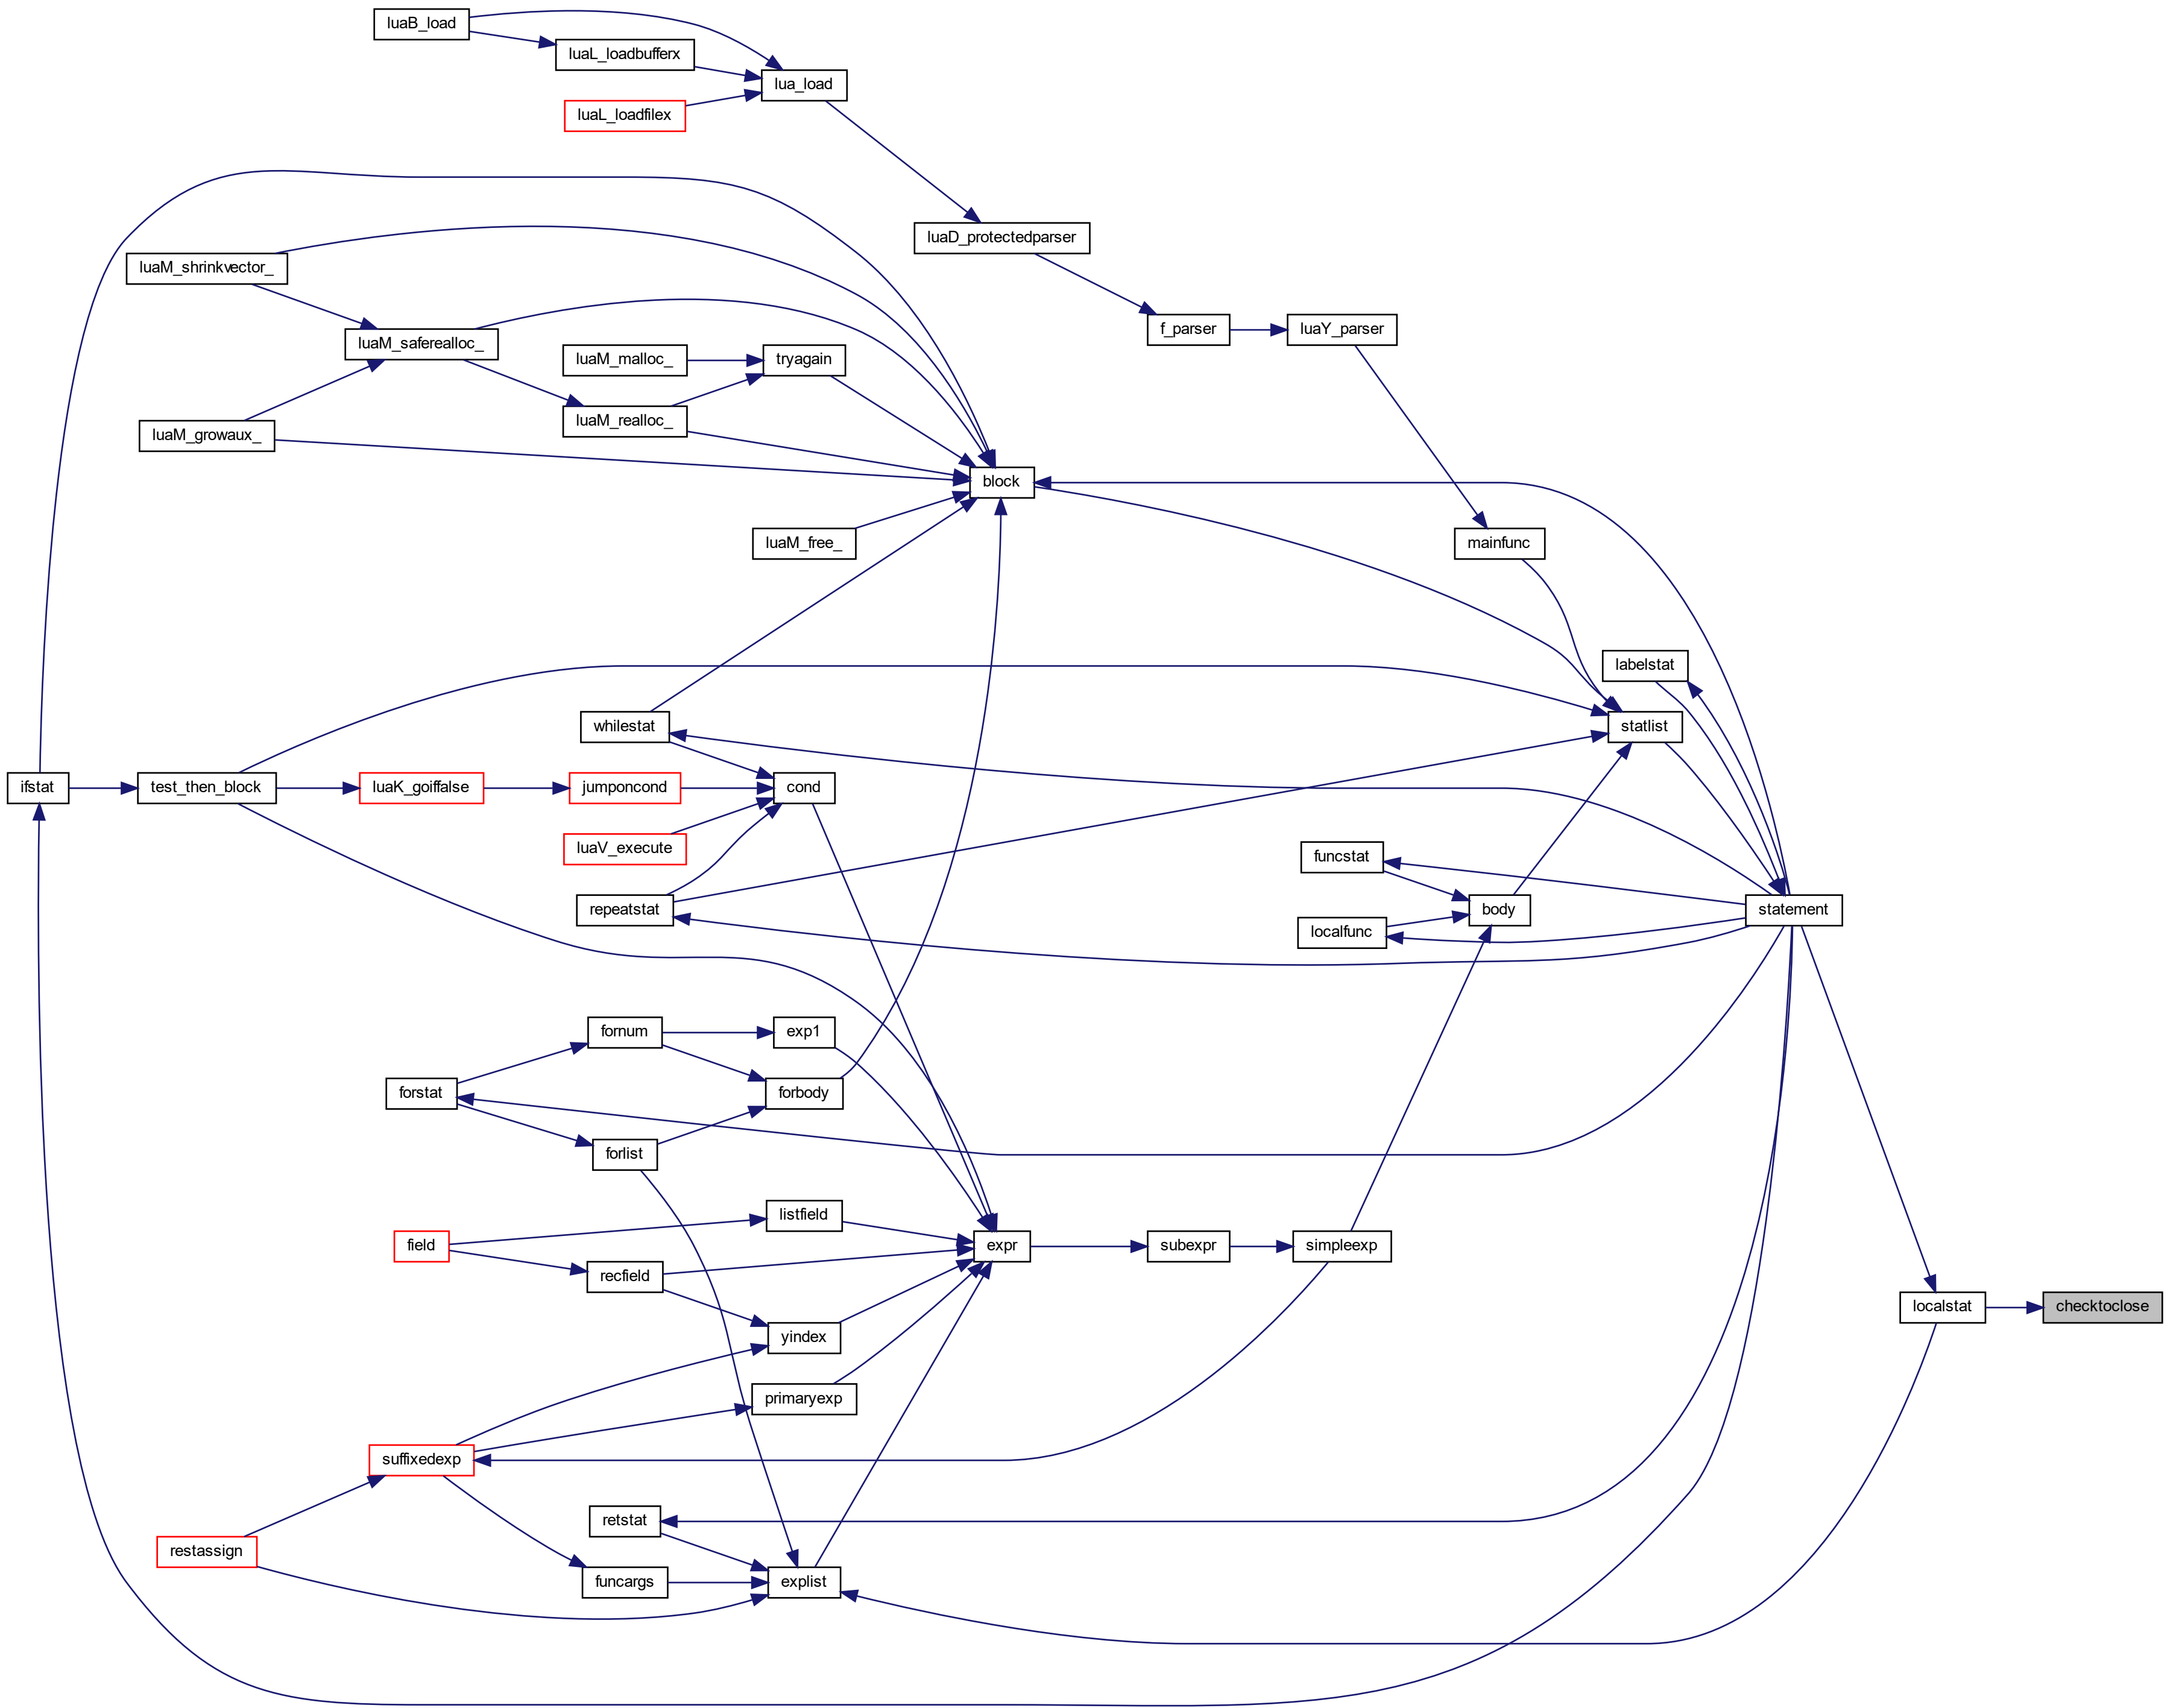 luaB_load
luaL_loadbufferx
lua_load
luaL_loadfilex
luaD_protectedparser
luaM_shrinkvector_
f_parser
luaY_parser
luaM_saferealloc_
luaM_malloc_
tryagain
luaM_growaux_
luaM_realloc_
block
luaM_free_
mainfunc
labelstat
whilestat
statlist
ifstat
test_then_block
luaK_goiffalse
jumponcond
cond
luaV_execute
funcstat
repeatstat
body
statement
localfunc
fornum
exp1
forstat
forbody
forlist
listfield
field
expr
subexpr
simpleexp
recfield
localstat
checktoclose
yindex
primaryexp
suffixedexp
retstat
restassign
funcargs
explist